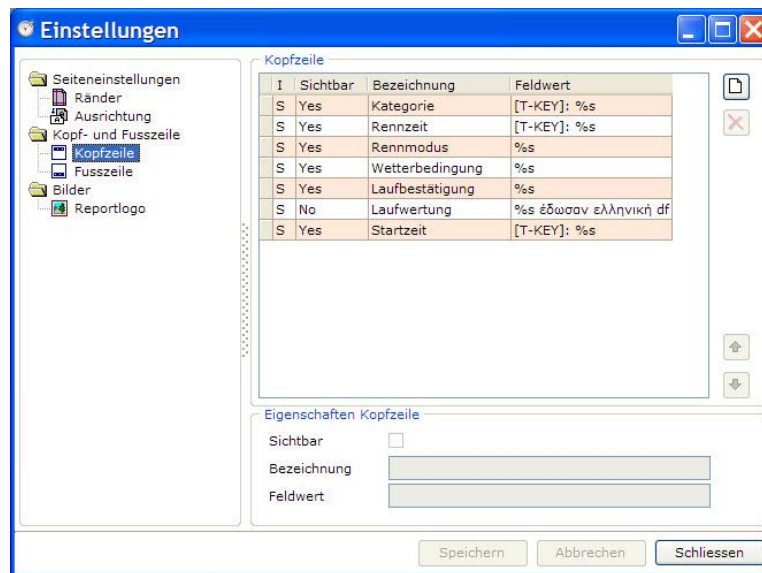 Einstellungen
Seiteneinstellungen
Ränder
Ausrichtung
Kopf- und Fusszeile
Kopfzeile
Fusszeile
Bilder
Reportlogo
Kopfzeile
I Sichtbar Bezeichnung Feldwert
S Yes Kategorie [T-KEY]: %s
S Yes Rennzeit [T-KEY]: %s
S Yes Rennmodus %s
S Yes Wetterbedingung %s
S Yes Laufbestätigung %s
S No Laufwertung %s έδωσαν ελληνική df
S Yes Startzeit [T-KEY]: %s
Eigenschaften Kopfzeile
Sichtbar
Bezeichnung
Feldwert
Speichern Abbrechen Schliessen